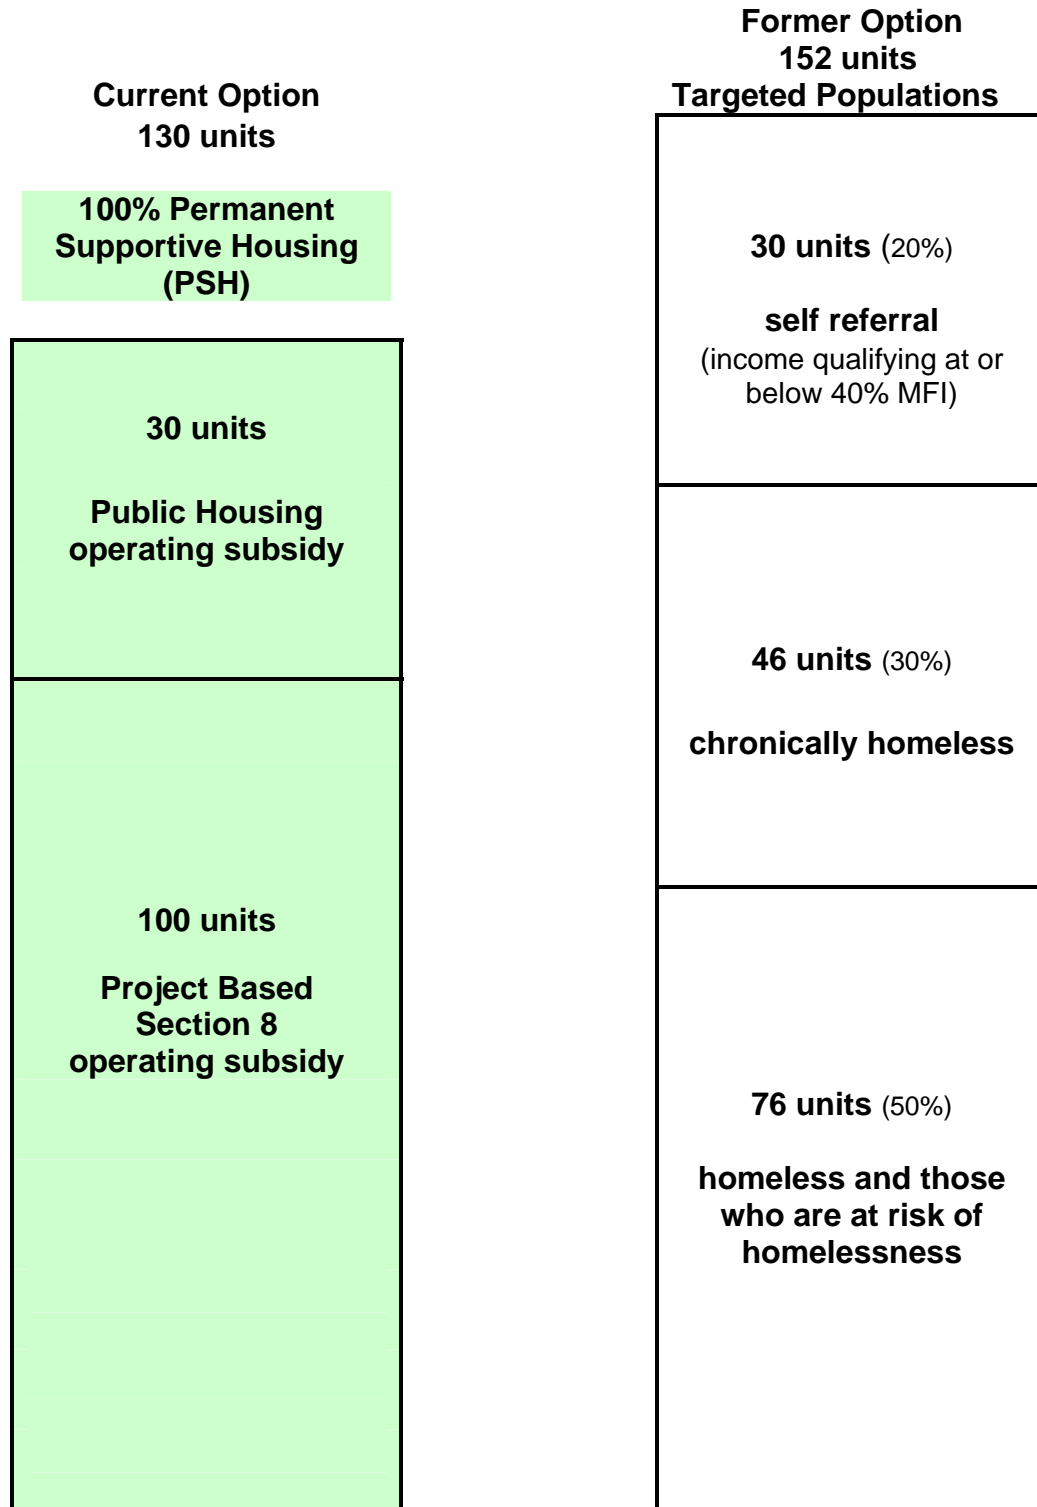 Current Option
130 units
100% Permanent
Supportive Housing
(PSH)
30 units
Public Housing
operating subsidy
100 units
Project Based
Section 8
operating subsidy
Former Option
152 units
Targeted Populations
30 units (20%)
self referral
(income qualifying at or
below 40% MFI)
46 units (30%)
chronically homeless
76 units (50%)
homeless and those
who are at risk of
homelessness